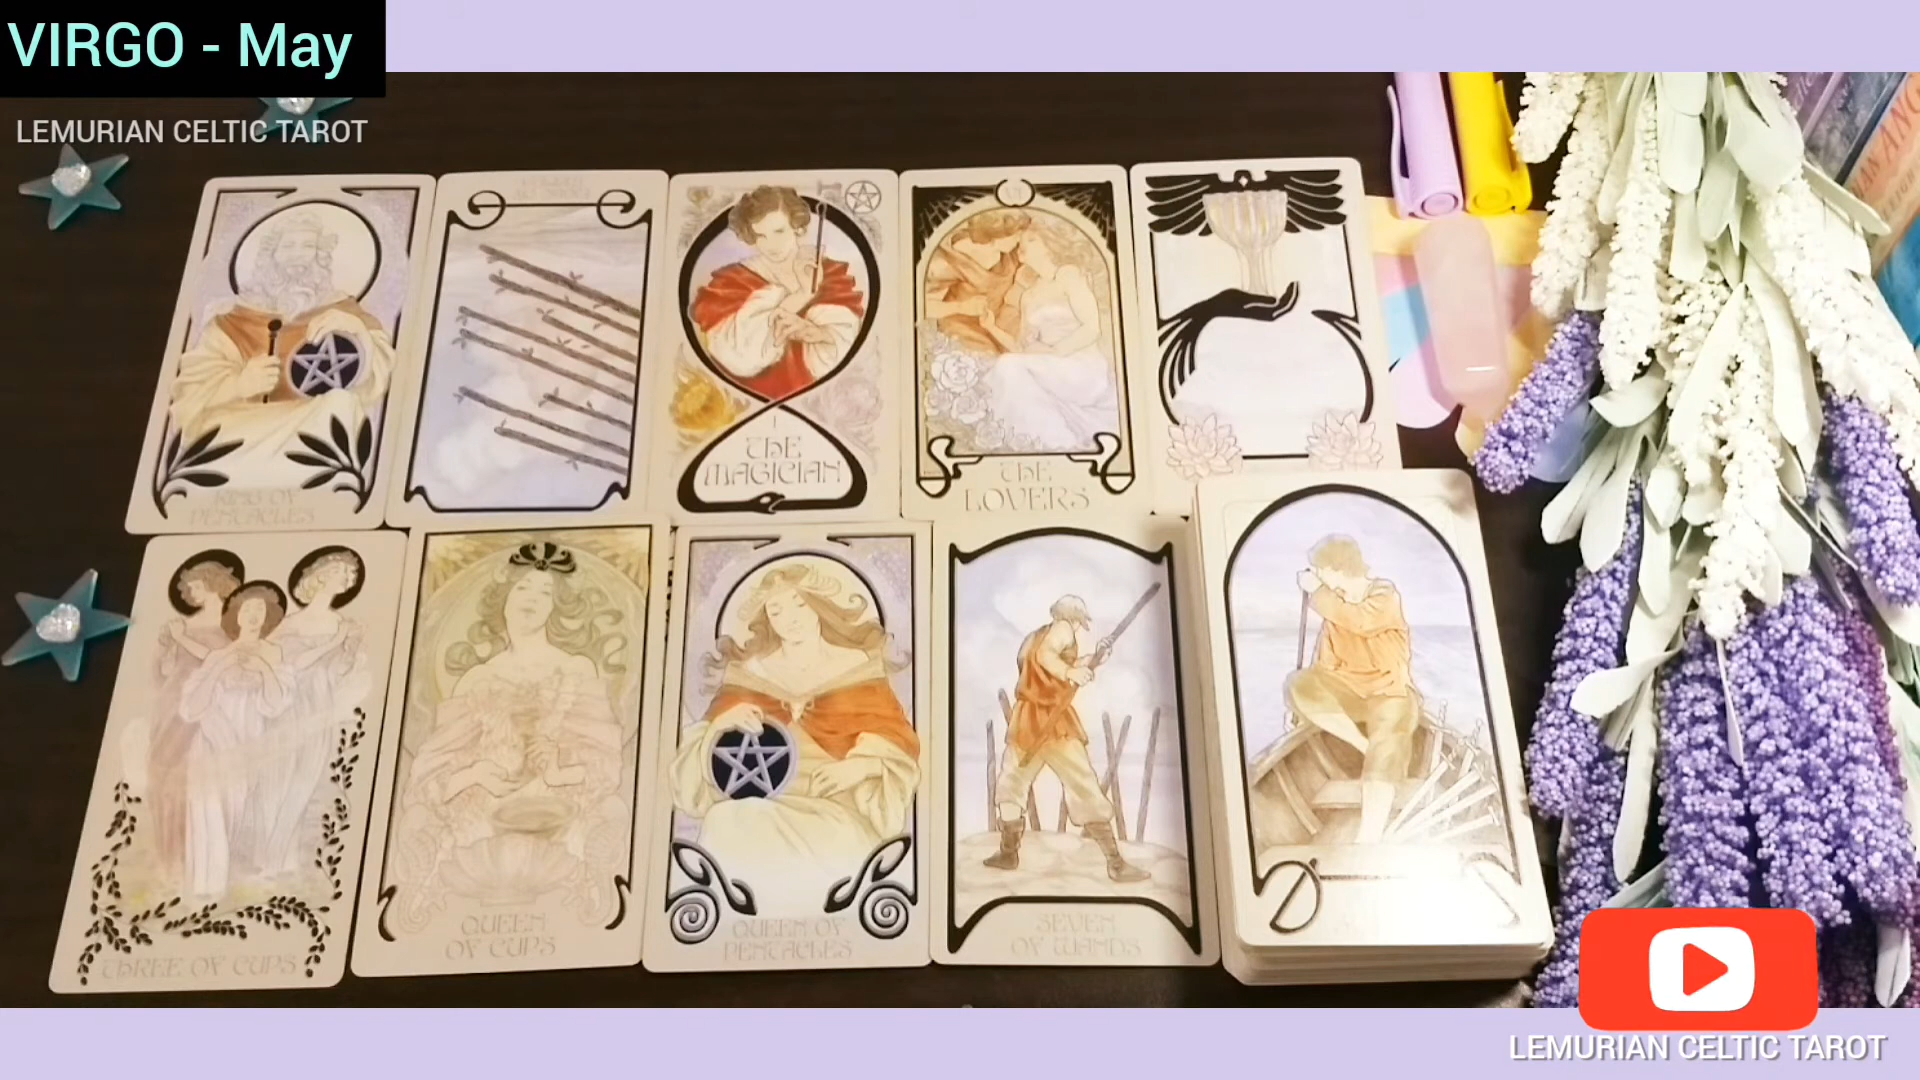 VIRGO - May
LEMURIAN CELTIC TAROT
KING OF
PENTACLES
I
THE
MAGICIAN
VI
THE
LOVERS
THREE OF CUPS
QUEEN
OF CUPS
QUEEN OF
PENTACLES
SEVEN
OF WANDS
LEMURIAN CELTIC TAROT